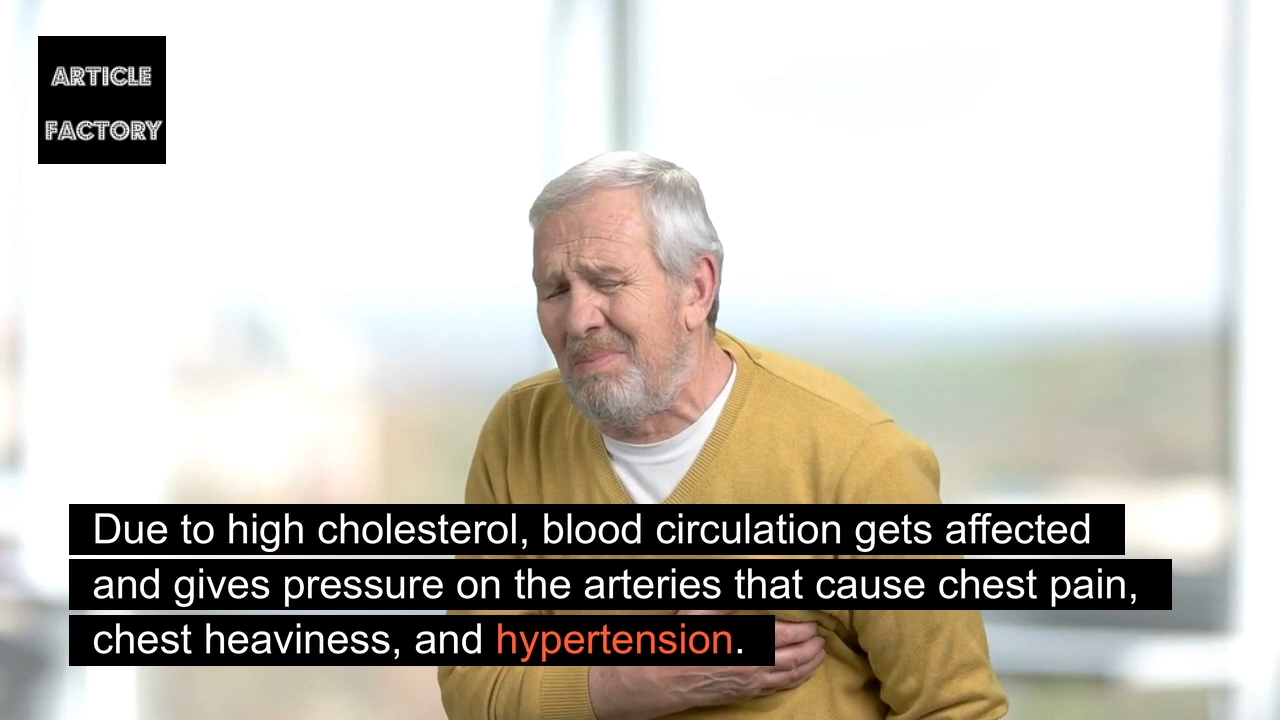 ARTICLE
FACTORY
Due to high cholesterol, blood circulation gets affected
and gives pressure on the arteries that cause chest pain,
chest heaviness, and hypertension.